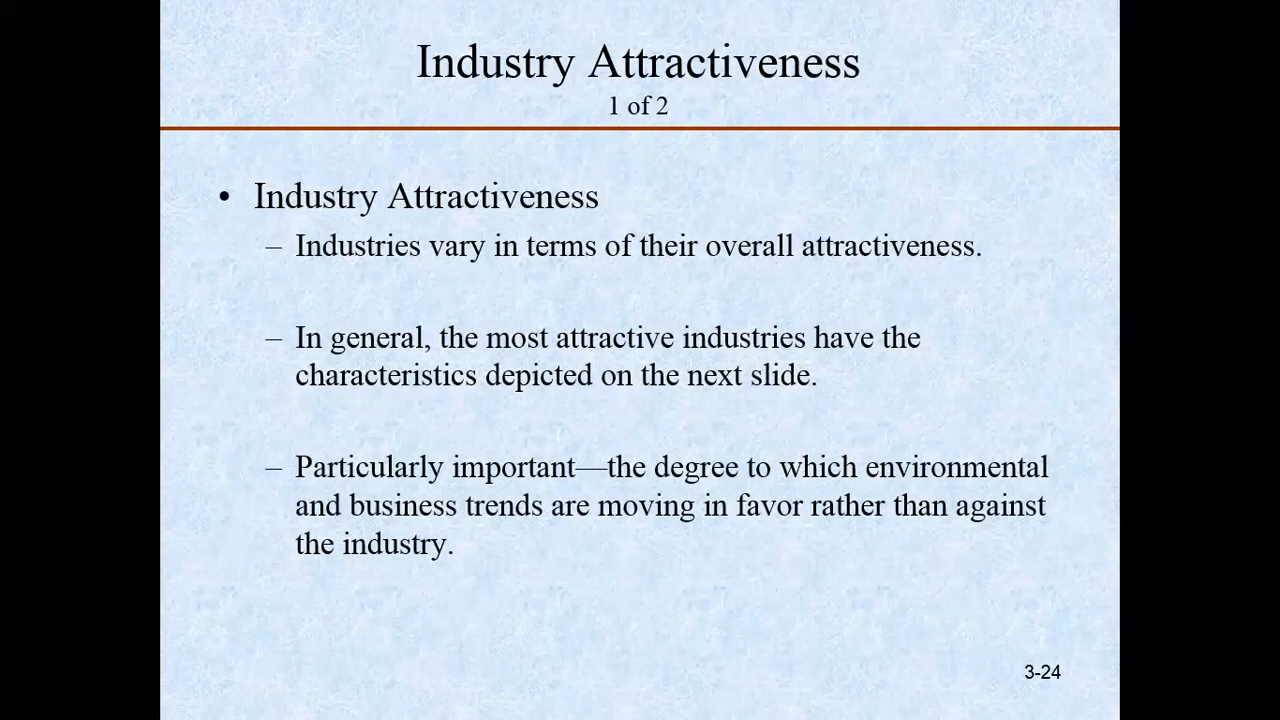 Industry Attractiveness
1 of 2
• Industry Attractiveness
– Industries vary in terms of their overall attractiveness.
– In general, the most attractive industries have the
characteristics depicted on the next slide.
– Particularly important—the degree to which environmental
and business trends are moving in favor rather than against
the industry.
3-24